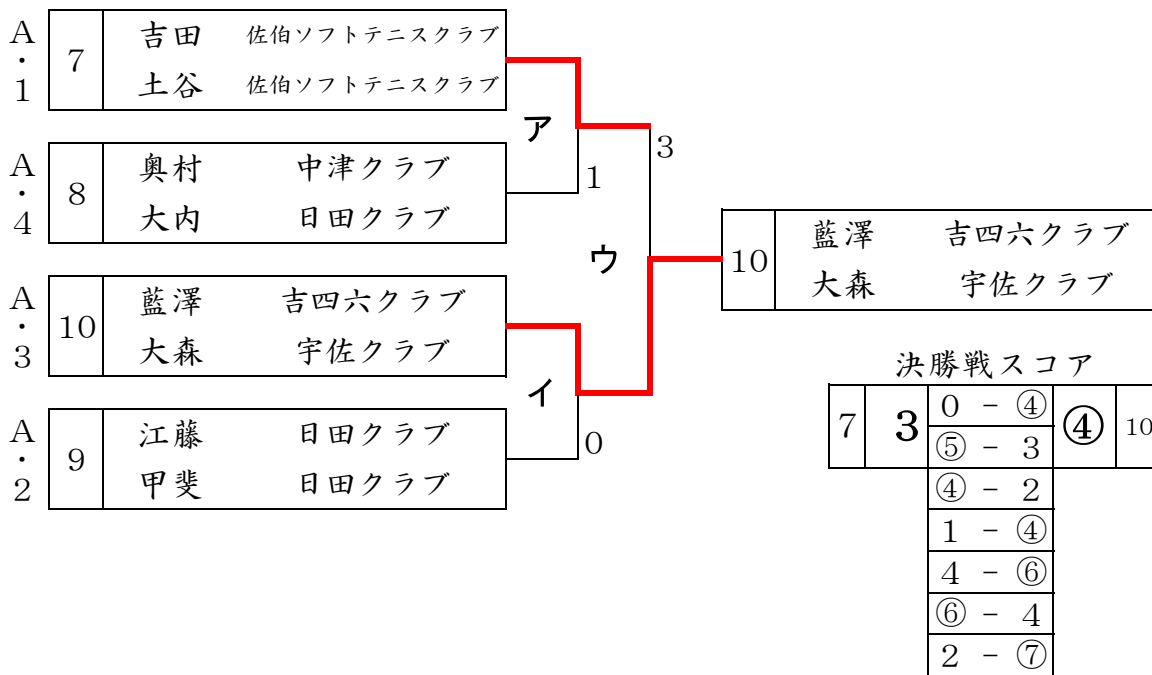 A・1 7 吉田 佐伯ソフトテニスクラブ
土谷 佐伯ソフトテニスクラブ
ア
3
A・4 8 奥村 中津クラブ
大内 日田クラブ
1
ウ
10 藍澤 吉四六クラブ
大森 宇佐クラブ
A・3 10 藍澤 吉四六クラブ
大森 宇佐クラブ
イ
A・2 9 江藤 日田クラブ
甲斐 日田クラブ
0
決勝戦スコア
7 3 0 - ④ ④ 10
⑤ - 3
④ - 2
1 - ④
4 - ⑥
⑥ - 4
2 - ⑦